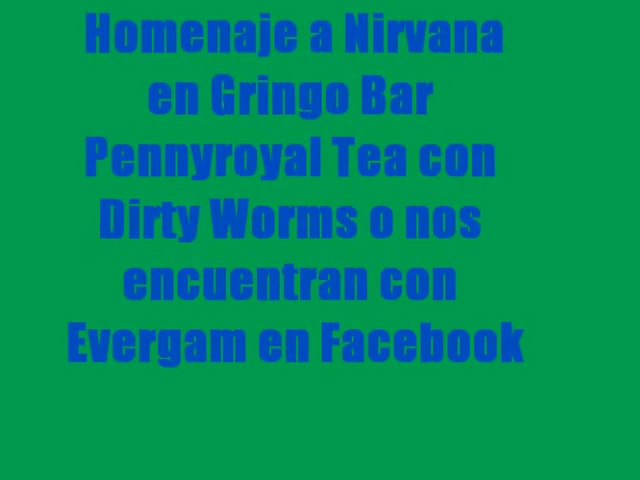 Homenaje a Nirvana
en Gringo Bar
Pennyroyal Tea con
Dirty Worms o nos
encuentran con
Evergam en Facebook